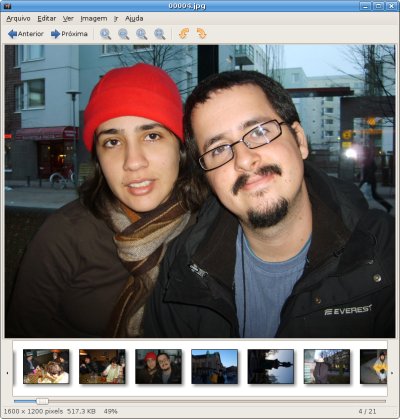 00004.jpg
Arquivo Editar Ver Imagem Ir Ajuda
Anterior Próxima
EVEREST
1600 x 1200 pixels 517,3 KB 49%
4 / 21